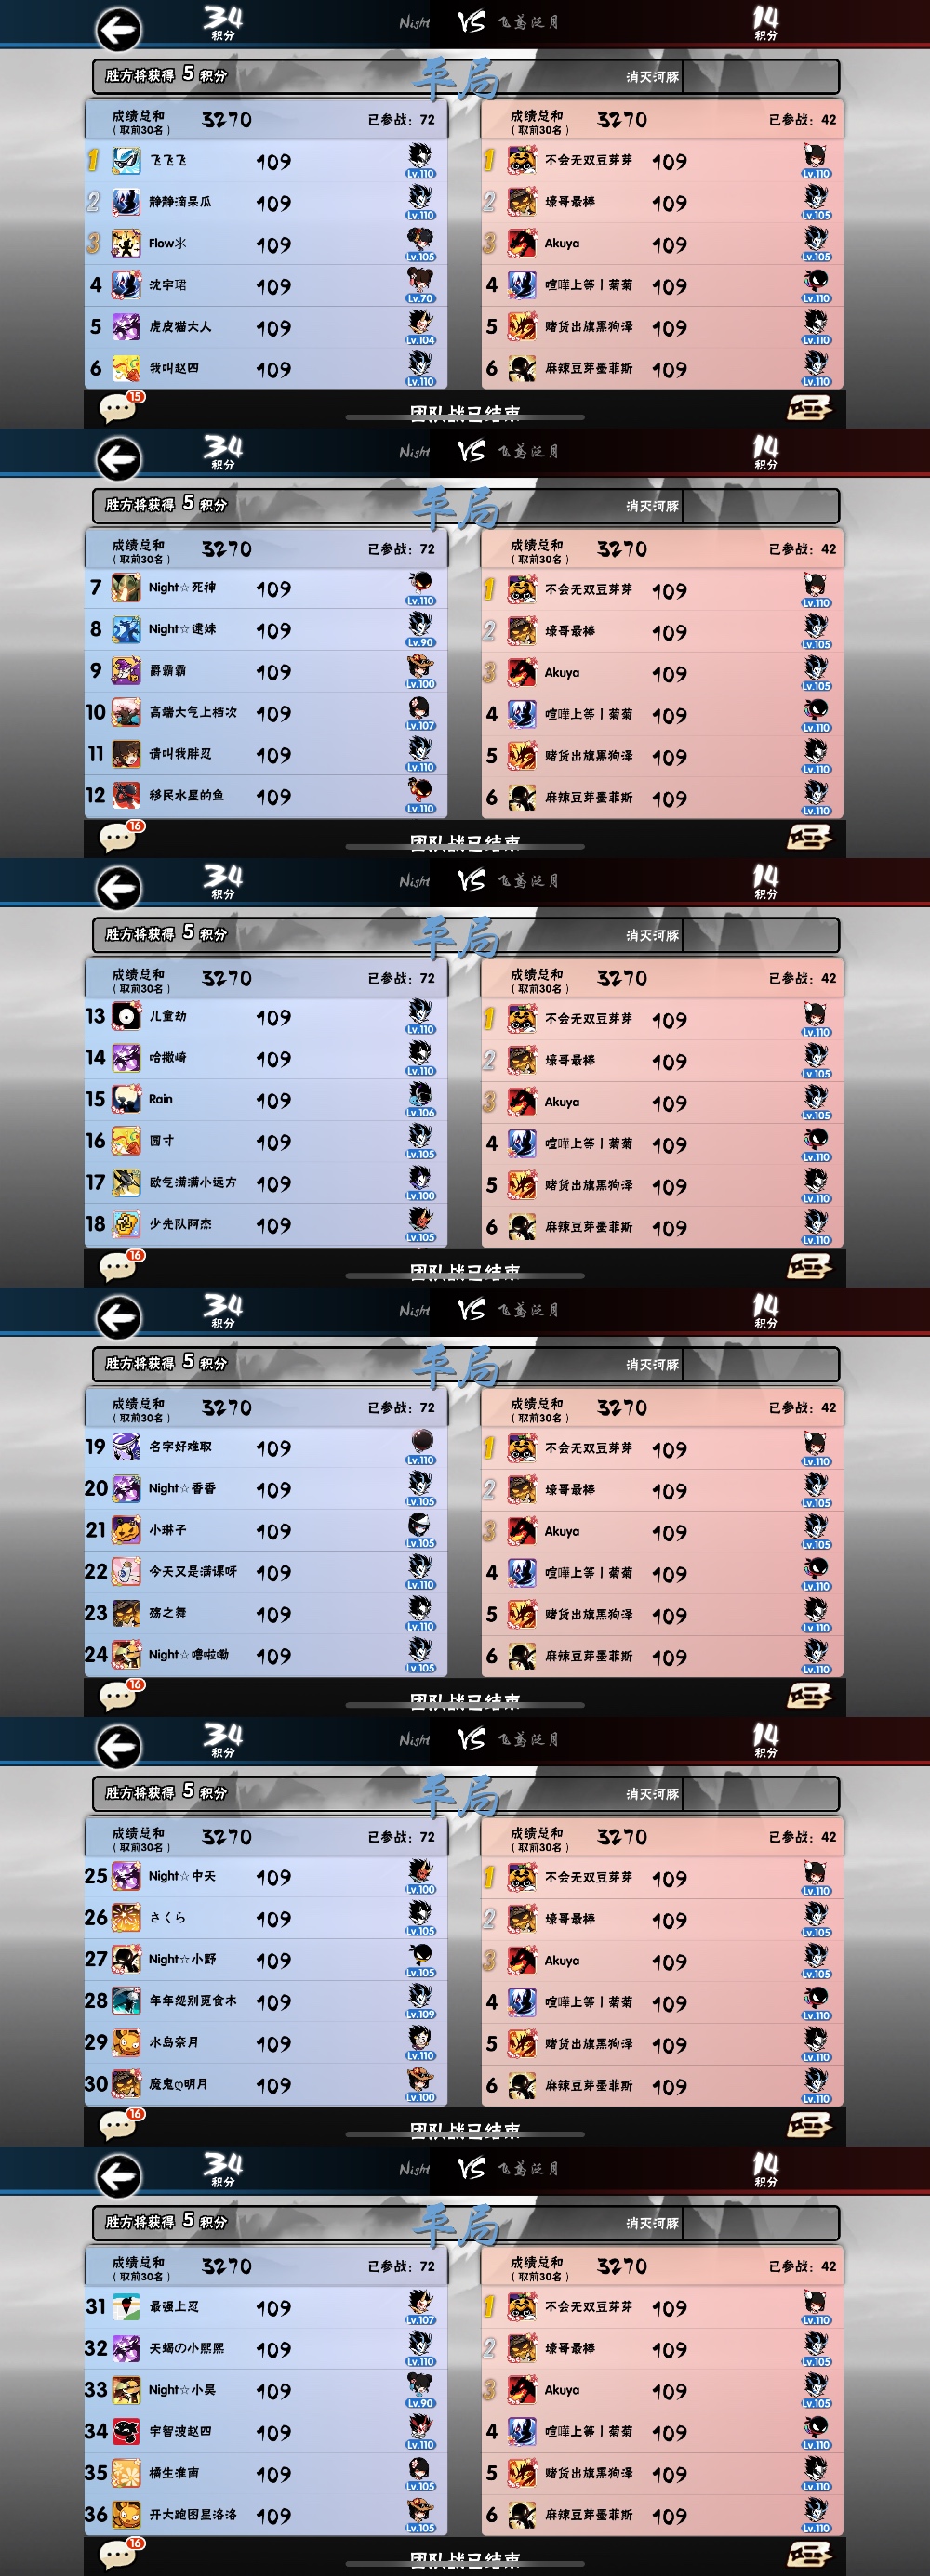 34 Night VS 飞鸢泛月 14
积分 积分
胜方将获得 5 积分 平局 消灭河豚
成绩总和 3270 已参战: 72 成绩总和 3270 已参战: 42
(取前30名) (取前30名)
1 飞飞飞 109 Lv.110 1 不会无双豆芽芽 109 Lv.110
2 静静滴呆瓜 109 Lv.110 2 壕哥最棒 109 Lv.105
3 Flow氺 109 Lv.105 3 Akuya 109 Lv.105
4 沈宇珺 109 Lv.70 4 喧哗上等丨菊菊 109 Lv.110
5 虎皮猫大人 109 Lv.104 5 赌货出旗黑狗泽 109 Lv.110
6 我叫赵四 109 Lv.110 6 麻辣豆芽墨菲斯 109 Lv.110
15 团队战已结束
34 Night VS 飞鸢泛月 14
积分 积分
胜方将获得 5 积分 平局 消灭河豚
成绩总和 3270 已参战: 72 成绩总和 3270 已参战: 42
(取前30名) (取前30名)
7 Night☆死神 109 Lv.110 1 不会无双豆芽芽 109 Lv.110
8 Night☆逮妹 109 Lv.90 2 壕哥最棒 109 Lv.105
9 爵霸霸 109 Lv.100 3 Akuya 109 Lv.105
10 高端大气上档次 109 Lv.107 4 喧哗上等丨菊菊 109 Lv.110
11 请叫我胖忍 109 Lv.110 5 赌货出旗黑狗泽 109 Lv.110
12 移民水星的鱼 109 Lv.110 6 麻辣豆芽墨菲斯 109 Lv.110
16 团队战已结束
34 Night VS 飞鸢泛月 14
积分 积分
胜方将获得 5 积分 平局 消灭河豚
成绩总和 3270 已参战: 72 成绩总和 3270 已参战: 42
(取前30名) (取前30名)
13 儿童劫 109 Lv.110 1 不会无双豆芽芽 109 Lv.110
14 哈撒崎 109 Lv.110 2 壕哥最棒 109 Lv.105
15 Rain 109 Lv.106 3 Akuya 109 Lv.105
16 圆寸 109 Lv.105 4 喧哗上等丨菊菊 109 Lv.110
17 欧气满满小远方 109 Lv.100 5 赌货出旗黑狗泽 109 Lv.110
18 少先队阿杰 109 Lv.105 6 麻辣豆芽墨菲斯 109 Lv.110
16 团队战已结束
34 Night VS 飞鸢泛月 14
积分 积分
胜方将获得 5 积分 平局 消灭河豚
成绩总和 3270 已参战: 72 成绩总和 3270 已参战: 42
(取前30名) (取前30名)
19 名字好难取 109 Lv.110 1 不会无双豆芽芽 109 Lv.110
20 Night☆香香 109 Lv.105 2 壕哥最棒 109 Lv.105
21 小琳子 109 Lv.105 3 Akuya 109 Lv.105
22 今天又是满课呀 109 Lv.110 4 喧哗上等丨菊菊 109 Lv.110
23 殇之舞 109 Lv.110 5 赌货出旗黑狗泽 109 Lv.110
24 Night☆噜啦嘞 109 Lv.105 6 麻辣豆芽墨菲斯 109 Lv.110
16 团队战已结束
34 Night VS 飞鸢泛月 14
积分 积分
胜方将获得 5 积分 平局 消灭河豚
成绩总和 3270 已参战: 72 成绩总和 3270 已参战: 42
(取前30名) (取前30名)
25 Night☆中天 109 Lv.100 1 不会无双豆芽芽 109 Lv.110
26 さくら 109 Lv.105 2 壕哥最棒 109 Lv.105
27 Night☆小野 109 Lv.105 3 Akuya 109 Lv.105
28 年年怨别觅食木 109 Lv.109 4 喧哗上等丨菊菊 109 Lv.110
29 水岛奈月 109 Lv.110 5 赌货出旗黑狗泽 109 Lv.110
30 魔鬼ღ明月 109 Lv.100 6 麻辣豆芽墨菲斯 109 Lv.110
16 团队战已结束
34 Night VS 飞鸢泛月 14
积分 积分
胜方将获得 5 积分 平局 消灭河豚
成绩总和 3270 已参战: 72 成绩总和 3270 已参战: 42
(取前30名) (取前30名)
31 最强上忍 109 Lv.107 1 不会无双豆芽芽 109 Lv.110
32 天蝎の小熙熙 109 Lv.110 2 壕哥最棒 109 Lv.105
33 Night☆小昊 109 Lv.90 3 Akuya 109 Lv.105
34 宇智波赵四 109 Lv.110 4 喧哗上等丨菊菊 109 Lv.110
35 橘生淮南 109 Lv.105 5 赌货出旗黑狗泽 109 Lv.110
36 开大跑图星洛洛 109 Lv.105 6 麻辣豆芽墨菲斯 109 Lv.110
16 团队战已结束